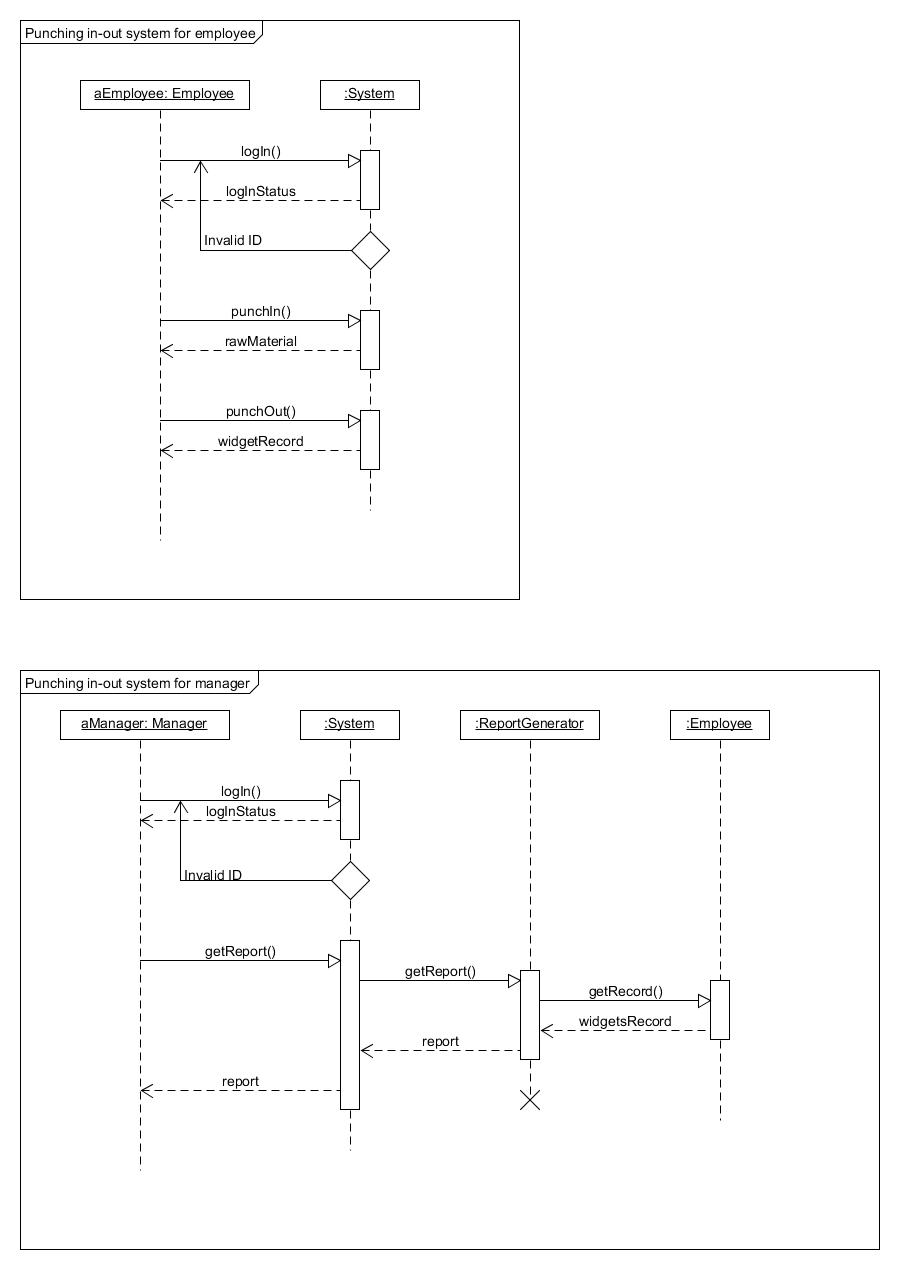 Punching in-out system for employee
aEmployee: Employee
:System
logIn()
logInStatus
Invalid ID
punchIn()
rawMaterial
punchOut()
widgetRecord
Punching in-out system for manager
aManager: Manager
:System
:ReportGenerator
:Employee
logIn()
logInStatus
Invalid ID
getReport()
getReport()
getRecord()
widgetsRecord
report
report